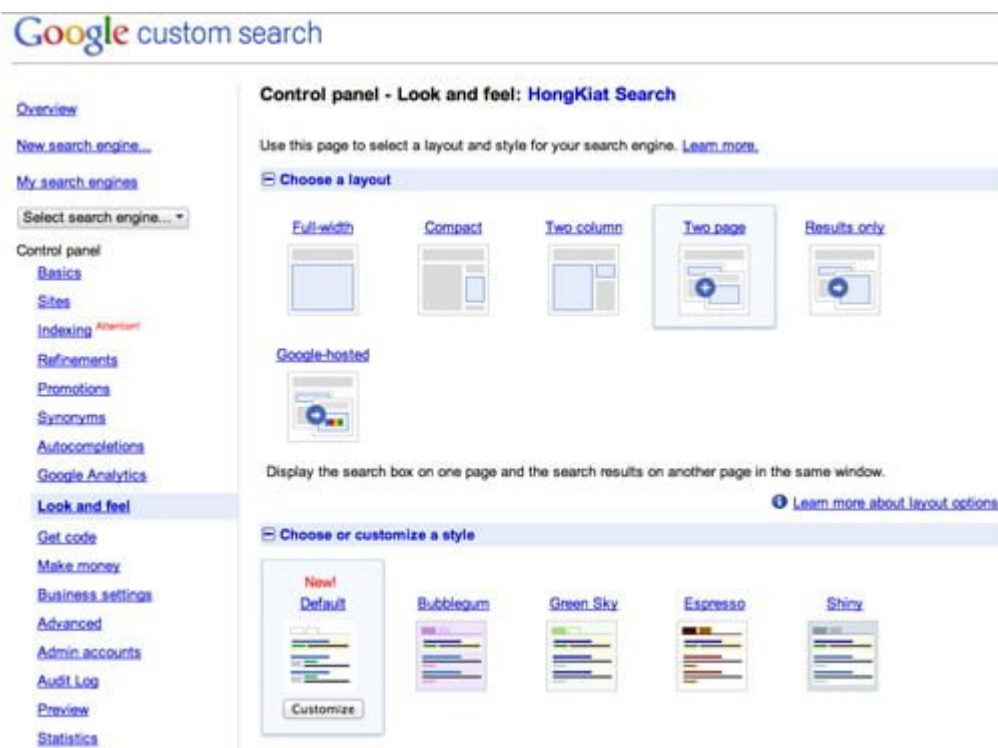 Google custom search
Overview
New search engine...
My search engines
Select search engine...
Control panel
Basics
Sites
Indexing Attention!
Refinements
Promotions
Synonyms
Autocompletions
Google Analytics
Look and feel
Get code
Make money
Business settings
Advanced
Admin accounts
Audit Log
Preview
Statistics
Control panel - Look and feel: HongKiat Search
Use this page to select a layout and style for your search engine. Learn more.
Choose a layout
Full-width Compact Two column Two page Results only
Google-hosted
Display the search box on one page and the search results on another page in the same window.
Learn more about layout options
Choose or customize a style
New!
Default Bubblegum Green Sky Espresso Shiny
Customize